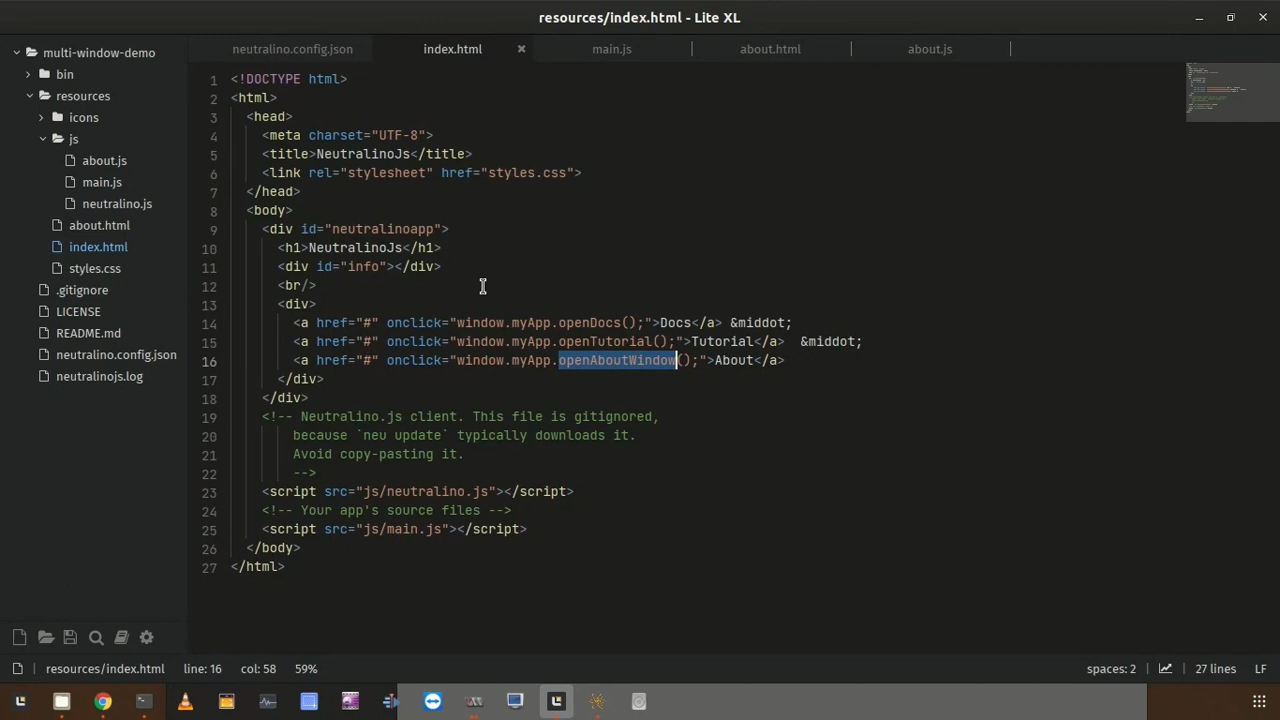 resources/index.html - Lite XL
multi-window-demo
bin
resources
icons
js
about.js
main.js
neutralino.js
about.html
index.html
styles.css
.gitignore
LICENSE
README.md
neutralino.config.json
neutralinojs.log
neutralino.config.json index.html main.js about.html about.js
1 <!DOCTYPE html>
2 <html>
3 <head>
4 <meta charset="UTF-8">
5 <title>NeutralinoJs</title>
6 <link rel="stylesheet" href="styles.css">
7 </head>
8 <body>
9 <div id="neutralinoapp">
10 <h1>NeutralinoJs</h1>
11 <div id="info"></div>
12 <br/>
13 <div>
14 <a href="#" onclick="window.myApp.openDocs();">Docs</a> &middot;
15 <a href="#" onclick="window.myApp.openTutorial();">Tutorial</a>  &middot;
16 <a href="#" onclick="window.myApp.openAboutWindow();">About</a>
17 </div>
18 </div>
19 <!-- Neutralino.js client. This file is gitignored,
20 because `neu update` typically downloads it.
21 Avoid copy-pasting it.
22 -->
23 <script src="js/neutralino.js"></script>
24 <!-- Your app's source files -->
25 <script src="js/main.js"></script>
26 </body>
27 </html>
resources/index.html line: 16 col: 58 59% spaces: 2 27 lines LF